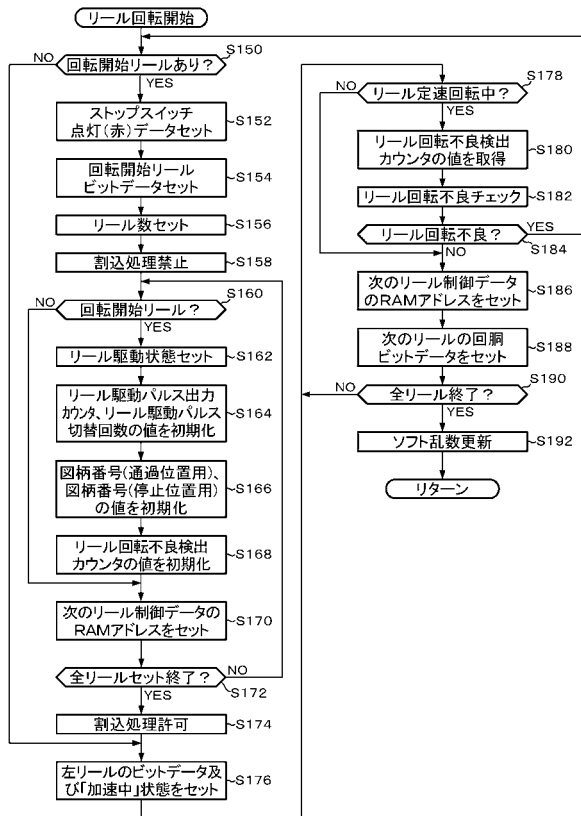 リール回転開始
S150
回転開始リールあり？
NO
YES
ストップスイッチ
点灯(赤)データセット
S152
回転開始リール
ビットデータセット
S154
リール数セット
S156
割込処理禁止
S158
S160
NO
回転開始リール？
YES
リール駆動状態セット
S162
リール駆動パルス出力
カウンタ、リール駆動パルス
切替回数の値を初期化
S164
図柄番号(通過位置用)、
図柄番号(停止位置用)
の値を初期化
S166
リール回転不良検出
カウンタの値を初期化
S168
次のリール制御データの
RAMアドレスをセット
S170
全リールセット終了？
NO
S172
YES
割込処理許可
S174
左リールのビットデータ及
び「加速中」状態をセット
S176
S178
NO
リール定速回転中？
YES
リール回転不良検出
カウンタの値を取得
S180
リール回転不良チェック
S182
リール回転不良？
YES
S184
NO
次のリール制御データ
のRAMアドレスをセット
S186
次のリールの回胴
ビットデータをセット
S188
S190
NO
全リール終了？
YES
ソフト乱数更新
S192
リターン